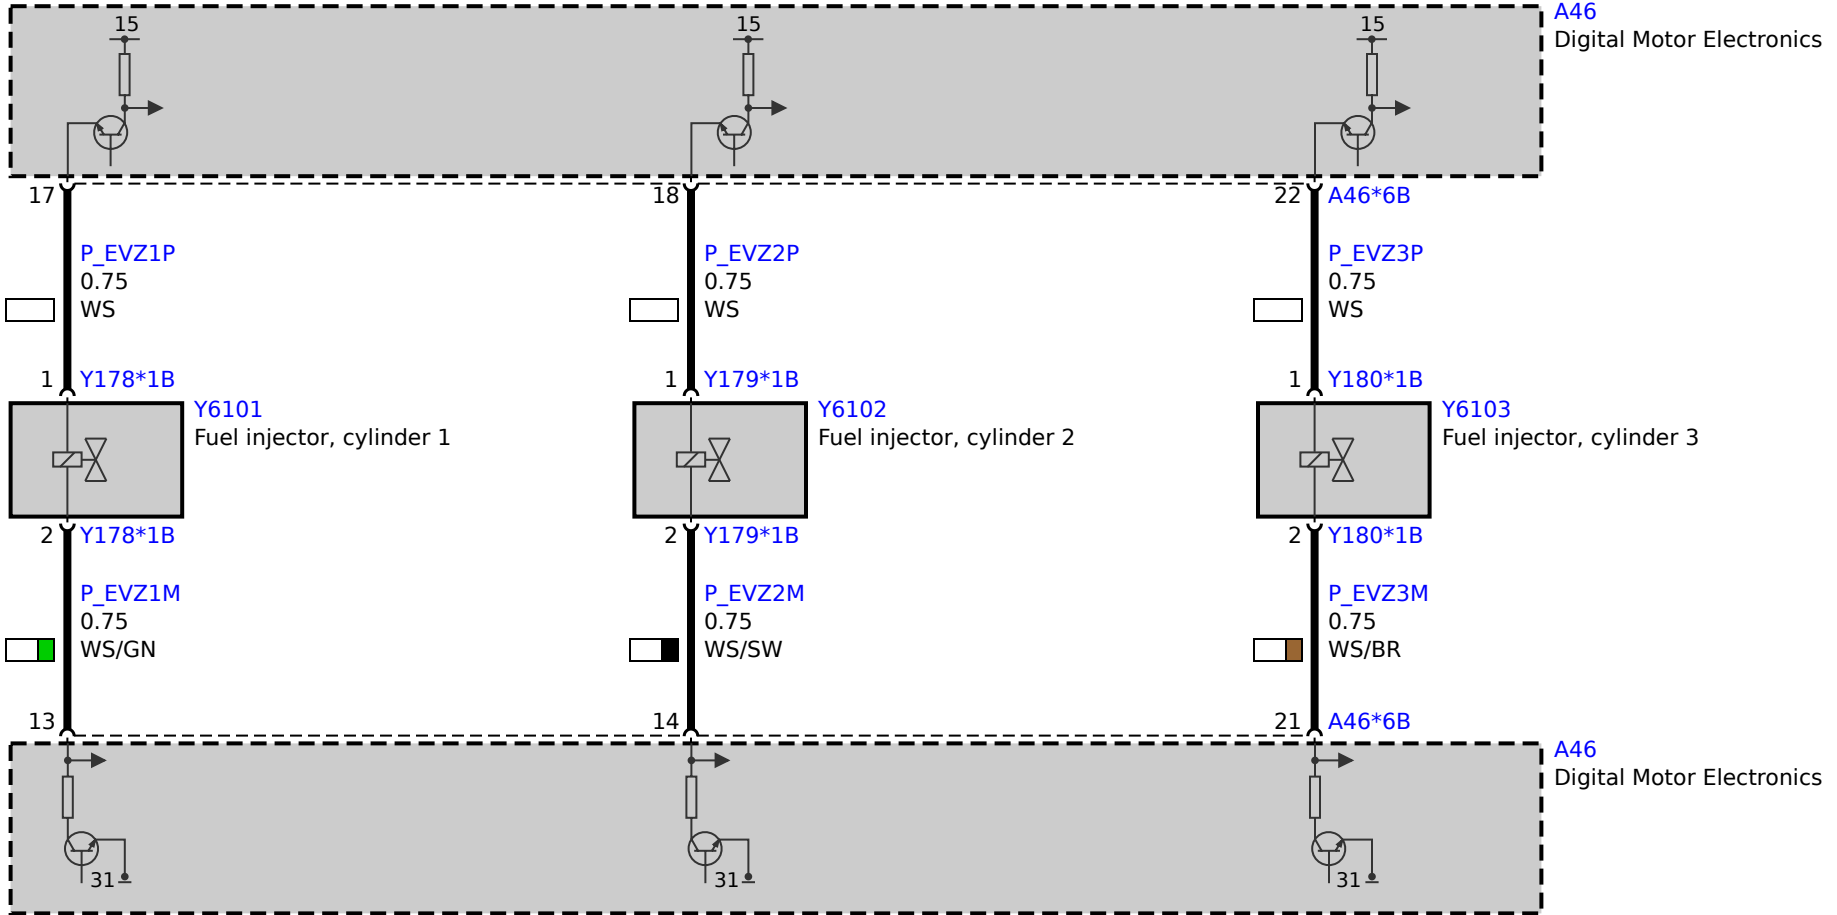 15
15
15
A46
Digital Motor Electronics
17
18
22
A46*6B
P_EVZ1P
0.75
WS
P_EVZ2P
0.75
WS
P_EVZ3P
0.75
WS
1
Y178*1B
1
Y179*1B
1
Y180*1B
Y6101
Fuel injector, cylinder 1
Y6102
Fuel injector, cylinder 2
Y6103
Fuel injector, cylinder 3
2
Y178*1B
2
Y179*1B
2
Y180*1B
P_EVZ1M
0.75
WS/GN
P_EVZ2M
0.75
WS/SW
P_EVZ3M
0.75
WS/BR
13
14
21
A46*6B
A46
Digital Motor Electronics
31
31
31